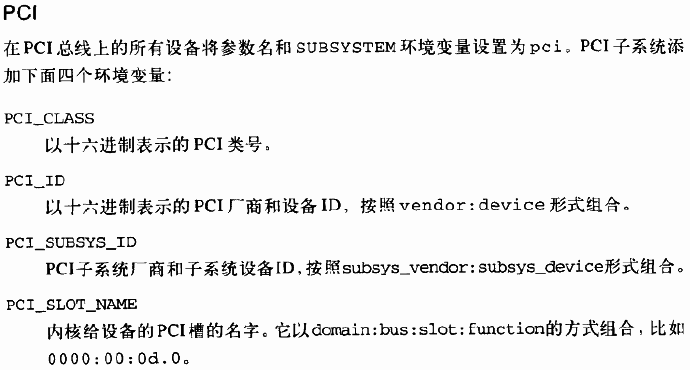 PCI
在PCI总线上的所有设备将参数名和SUBSYSTEM环境变量设置为pci。PCI子系统添
加下面四个环境变量：
PCI_CLASS
以十六进制表示的PCI类号。
PCI_ID
以十六进制表示的PCI厂商和设备ID，按照vendor:device形式组合。
PCI_SUBSYS_ID
PCI子系统厂商和子系统设备ID，按照subsys_vendor:subsys_device形式组合。
PCI_SLOT_NAME
内核给设备的PCI槽的名字。它以domain:bus:slot:function的方式组合，比如
0000:00:0d.0。